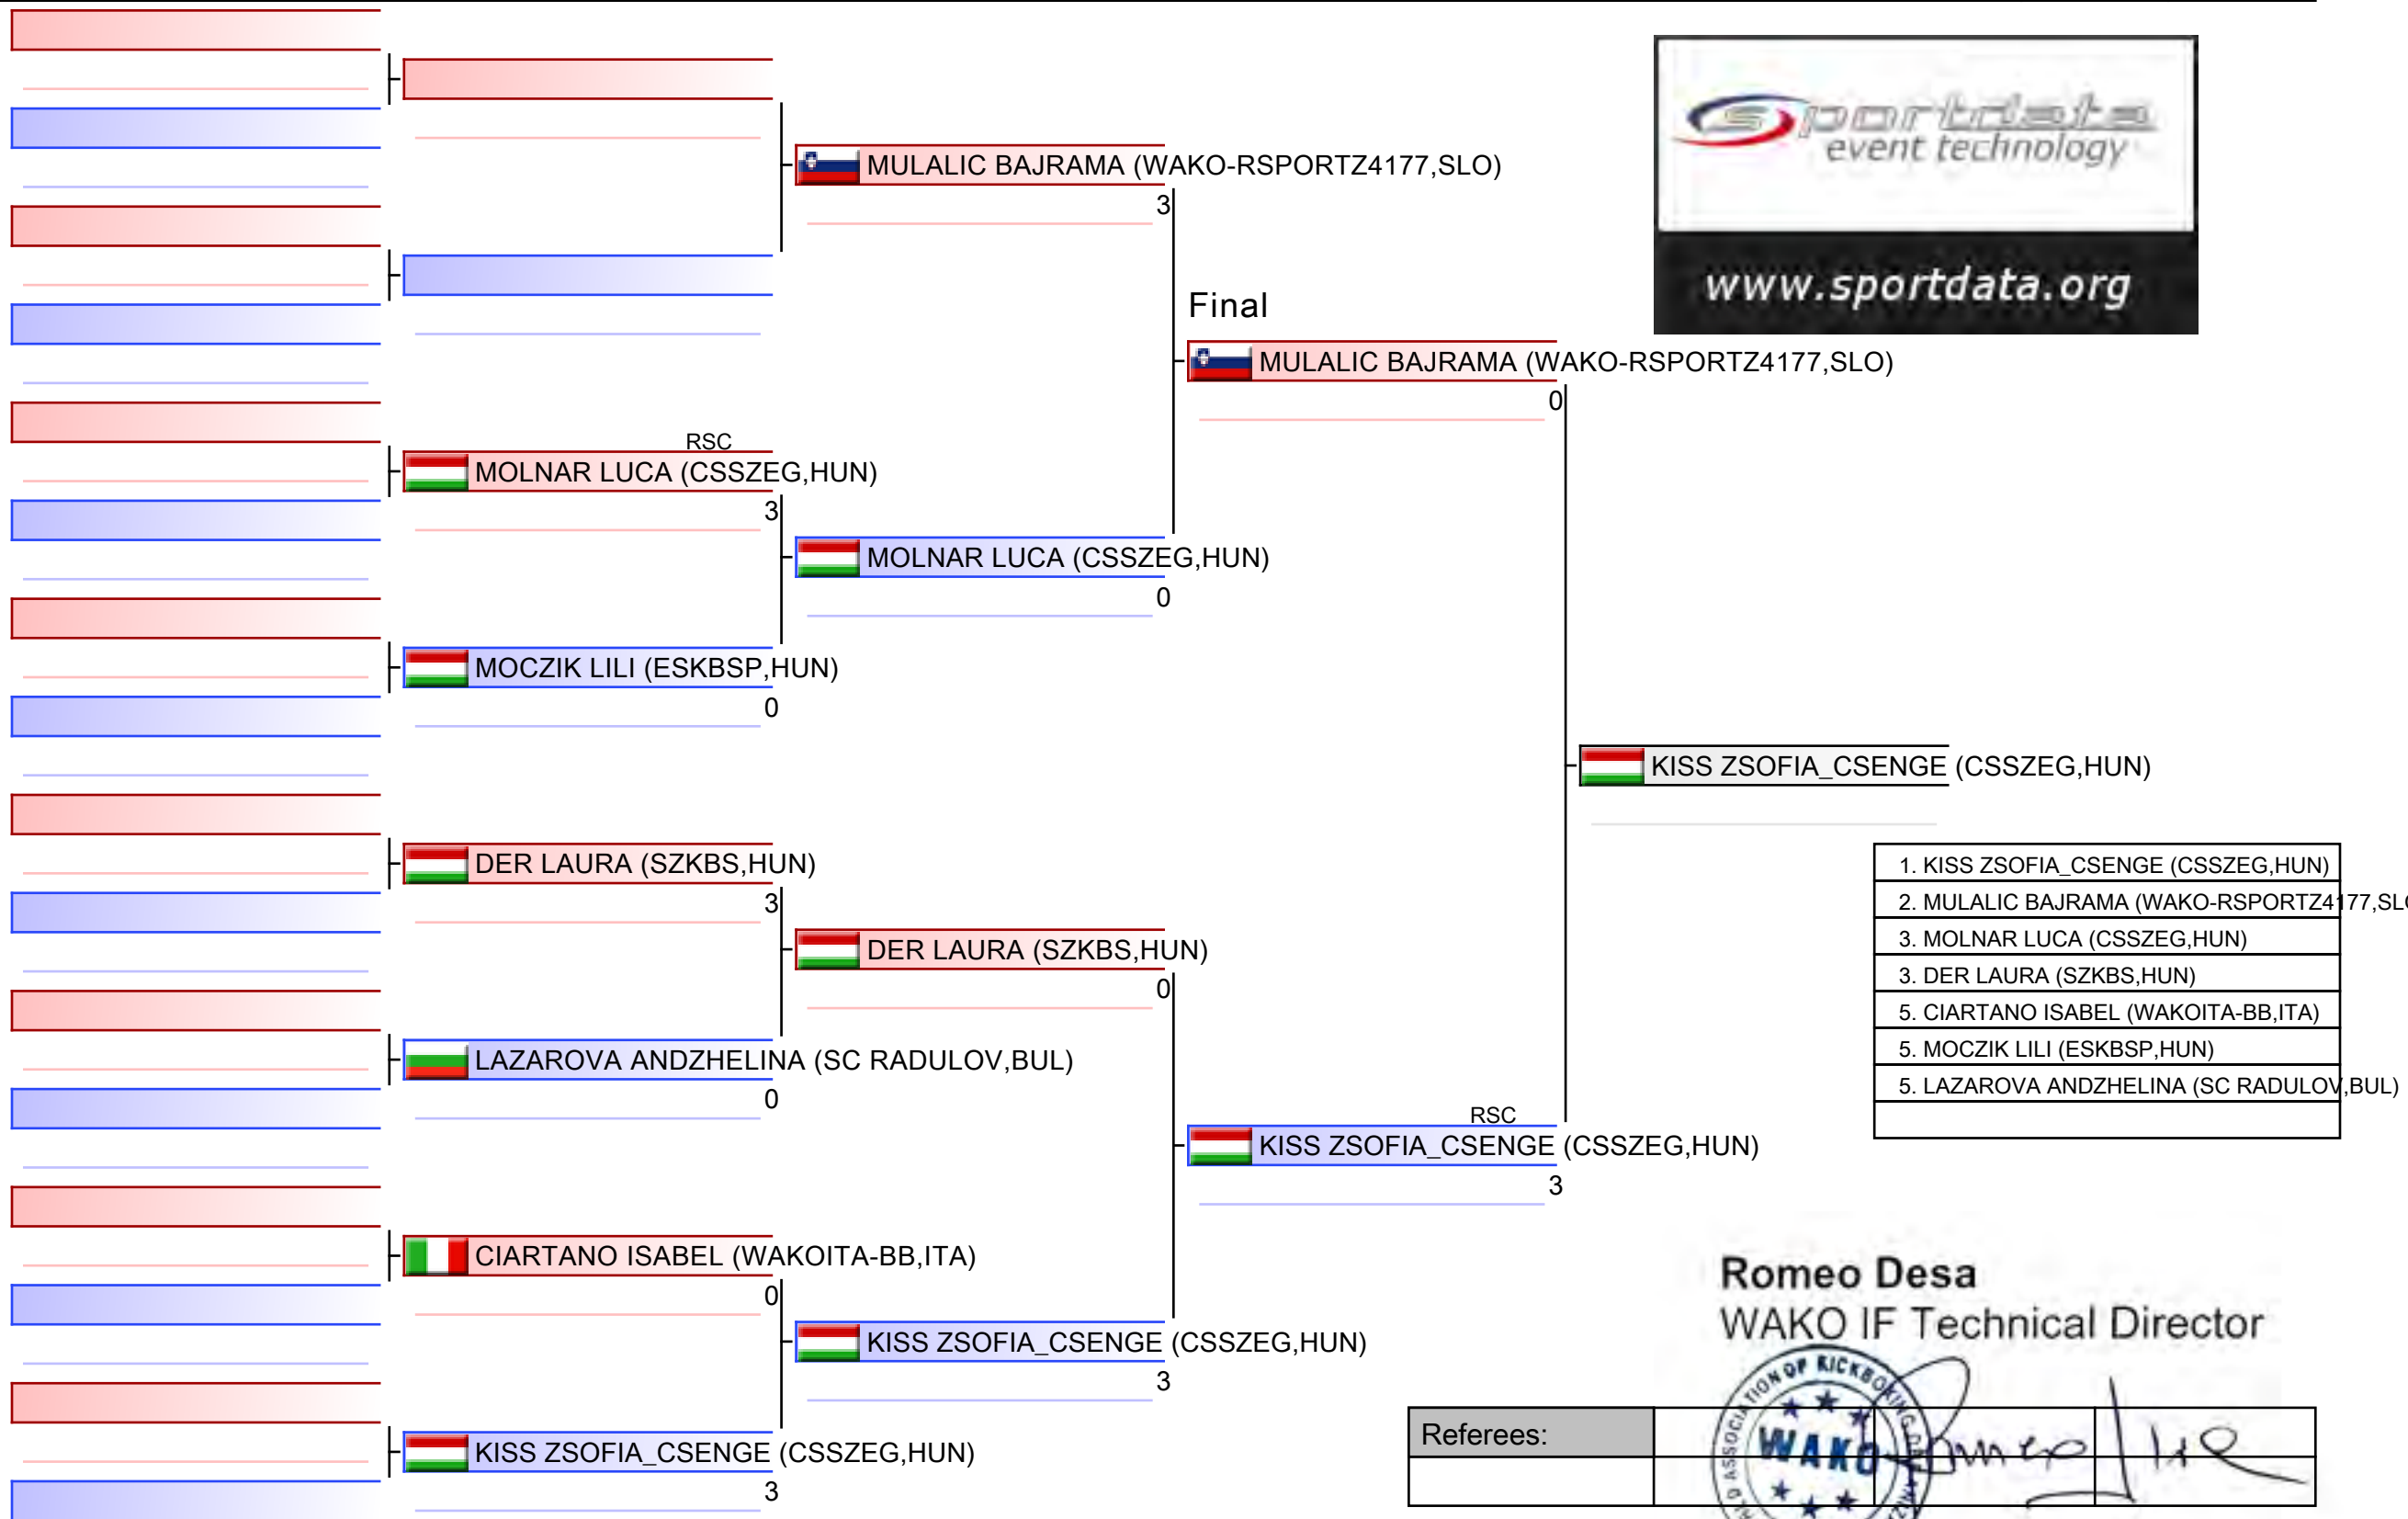 sportdata
event technology
www.sportdata.org
MULALIC BAJRAMA (WAKO-RSPORTZ4177,SLO)
3
Final
MULALIC BAJRAMA (WAKO-RSPORTZ4177,SLO)
0
RSC
MOLNAR LUCA (CSSZEG,HUN)
3
MOLNAR LUCA (CSSZEG,HUN)
0
MOCZIK LILI (ESKBSP,HUN)
0
KISS ZSOFIA_CSENGE (CSSZEG,HUN)
DER LAURA (SZKBS,HUN)
3
DER LAURA (SZKBS,HUN)
0
LAZAROVA ANDZHELINA (SC RADULOV,BUL)
0
RSC
KISS ZSOFIA_CSENGE (CSSZEG,HUN)
3
CIARTANO ISABEL (WAKOITA-BB,ITA)
0
KISS ZSOFIA_CSENGE (CSSZEG,HUN)
3
KISS ZSOFIA_CSENGE (CSSZEG,HUN)
3
1. KISS ZSOFIA_CSENGE (CSSZEG,HUN)
2. MULALIC BAJRAMA (WAKO-RSPORTZ4177,SLO
3. MOLNAR LUCA (CSSZEG,HUN)
3. DER LAURA (SZKBS,HUN)
5. CIARTANO ISABEL (WAKOITA-BB,ITA)
5. MOCZIK LILI (ESKBSP,HUN)
5. LAZAROVA ANDZHELINA (SC RADULOV,BUL)
Romeo Desa
WAKO IF Technical Director
Referees:
ASSOCIATION OF KICKBOXING
WAKO